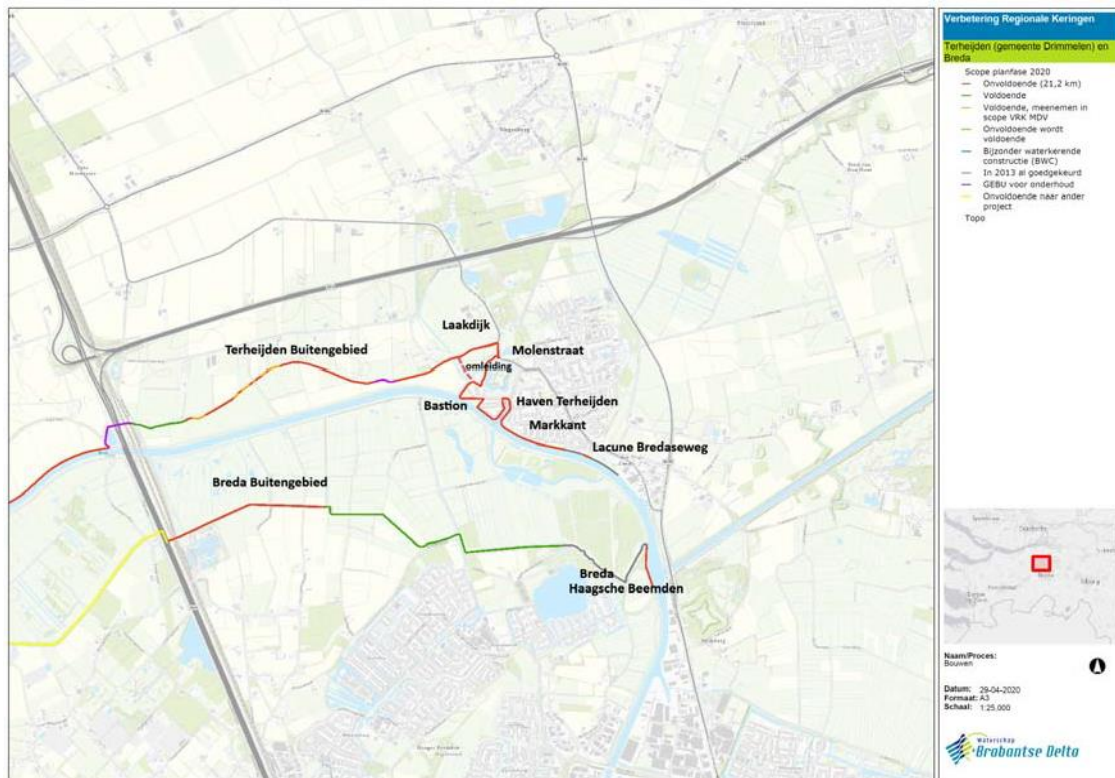 Laakdijk
Terheijden Buitengebied
Molenstraat
omleiding
Bastion
Haven Terheijden
Markkant
Lacune Bredaseweg
Breda Buitengebied
Breda
Haagsche Beemden
Verbetering Regionale Keringen
Terheijden (gemeente Drimmelen) en
Breda
Scope planfase 2020
Onvoldoende (21,2 km)
Voldoende
Voldoende, meenemen in
scope VRK MDV
Onvoldoende wordt
voldoende
Bijzonder waterkerende
constructie (BWC)
In 2013 al goedgekeurd
GEBU voor onderhoud
Onvoldoende naar ander
project
Topo
Naam/Proces:
Bouwen
Datum: 29-04-2020
Formaat: A3
Schaal: 1:25.000
Waterschap
Brabantse Delta